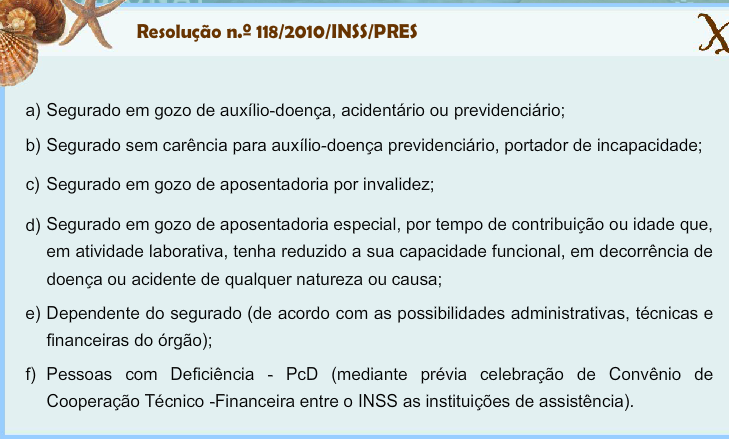 Resolução n.º 118/2010/INSS/PRES
a) Segurado em gozo de auxílio-doença, acidentário ou previdenciário;
b) Segurado sem carência para auxílio-doença previdenciário, portador de incapacidade;
c) Segurado em gozo de aposentadoria por invalidez;
d) Segurado em gozo de aposentadoria especial, por tempo de contribuição ou idade que,
em atividade laborativa, tenha reduzido a sua capacidade funcional, em decorrência de
doença ou acidente de qualquer natureza ou causa;
e) Dependente do segurado (de acordo com as possibilidades administrativas, técnicas e
financeiras do órgão);
f) Pessoas com Deficiência - PcD (mediante prévia celebração de Convênio de
Cooperação Técnico -Financeira entre o INSS as instituições de assistência).